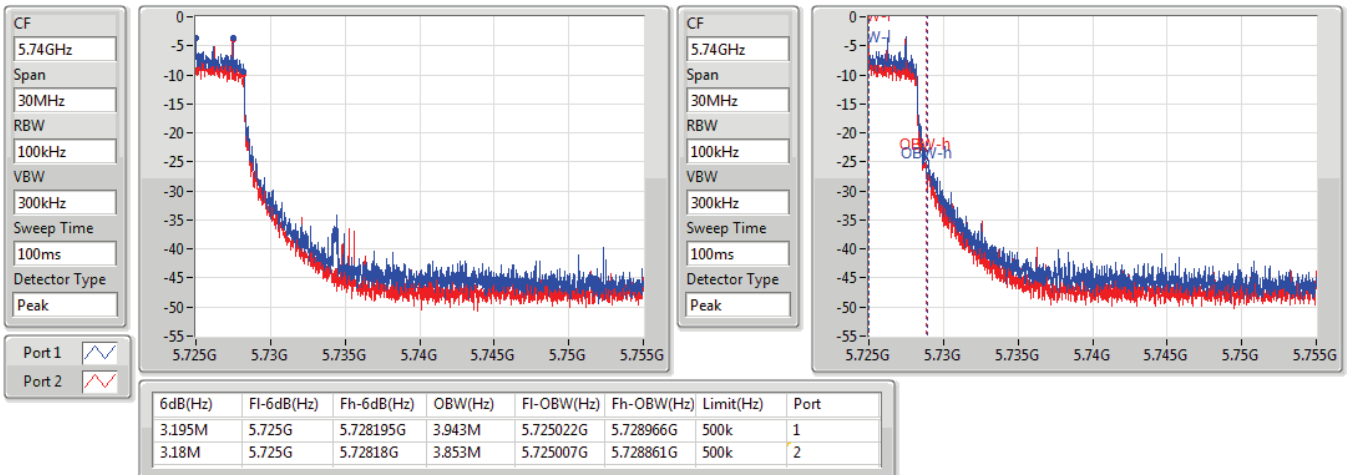 CF
5.74GHz
Span
30MHz
RBW
100kHz
VBW
300kHz
Sweep Time
100ms
Detector Type
Peak
Port 1
Port 2
0
-5
-10
-15
-20
-25
-30
-35
-40
-45
-50
-55
5.725G 5.73G 5.735G 5.74G 5.745G 5.75G 5.755G
CF
5.74GHz
Span
30MHz
RBW
100kHz
VBW
300kHz
Sweep Time
100ms
Detector Type
Peak
0
-5
-10
-15
-20
-25
-30
-35
-40
-45
-50
-55
W-l
W-l
OBW-h
OBW-h
5.725G 5.73G 5.735G 5.74G 5.745G 5.75G 5.755G
6dB(Hz) Fl-6dB(Hz) Fh-6dB(Hz) OBW(Hz) Fl-OBW(Hz) Fh-OBW(Hz) Limit(Hz) Port
3.195M 5.725G 5.728195G 3.943M 5.725022G 5.728966G 500k 1
3.18M 5.725G 5.72818G 3.853M 5.725007G 5.728861G 500k 2